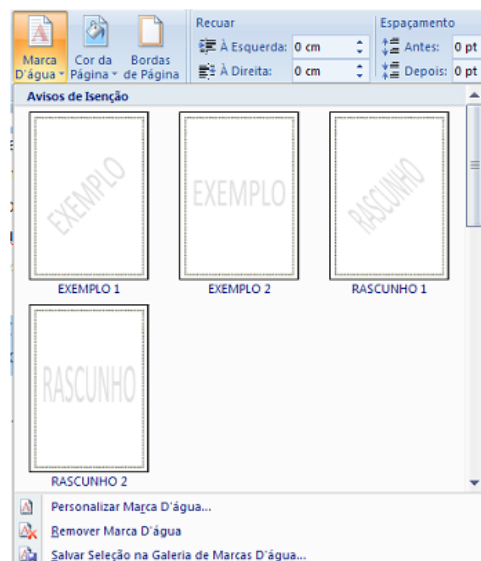 Marca D'água
Cor da Página
Bordas de Página
Recuar
À Esquerda: 0 cm
À Direita: 0 cm
Espaçamento
Antes: 0 pt
Depois: 0 pt
Avisos de Isenção
EXEMPLO
EXEMPLO
RASCUNHO
EXEMPLO 1
EXEMPLO 2
RASCUNHO 1
RASCUNHO
RASCUNHO 2
Personalizar Marca D'água...
Remover Marca D'água
Salvar Seleção na Galeria de Marcas D'água...